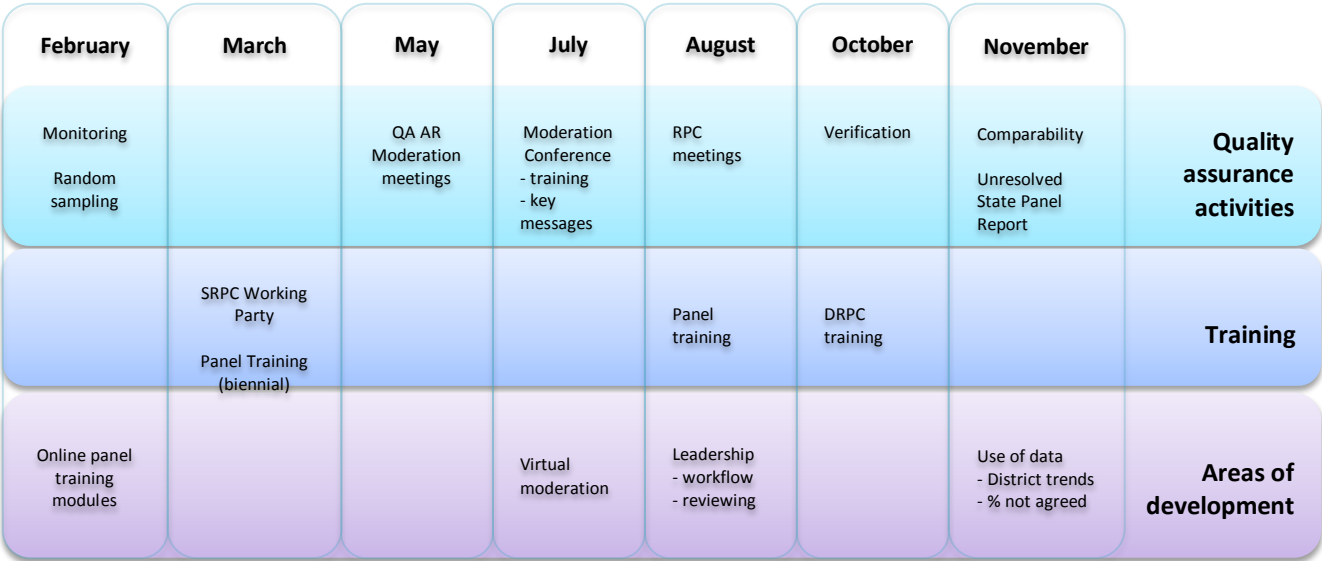 February
March
May
July
August
October
November
Monitoring
Random
sampling
QA AR
Moderation
meetings
Moderation
Conference
- training
- key
messages
RPC
meetings
Verification
Comparability
Unresolved
State Panel
Report
Quality
assurance
activities
SRPC Working
Party
Panel Training
(biennial)
Panel
training
DRPC
training
Training
Online panel
training
modules
Virtual
moderation
Leadership
- workflow
- reviewing
Use of data
- District trends
- % not agreed
Areas of
development